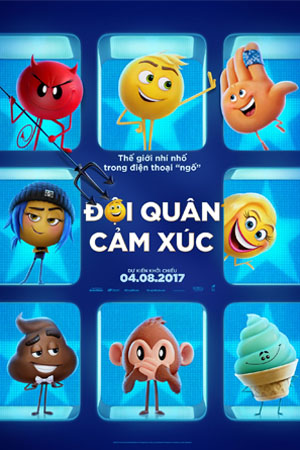 Thế giới nhí nhố
trong điện thoại "ngố"
ĐỘI QUÂN
CẢM XÚC
DỰ KIẾN KHỞI CHIẾU
04.08.2017